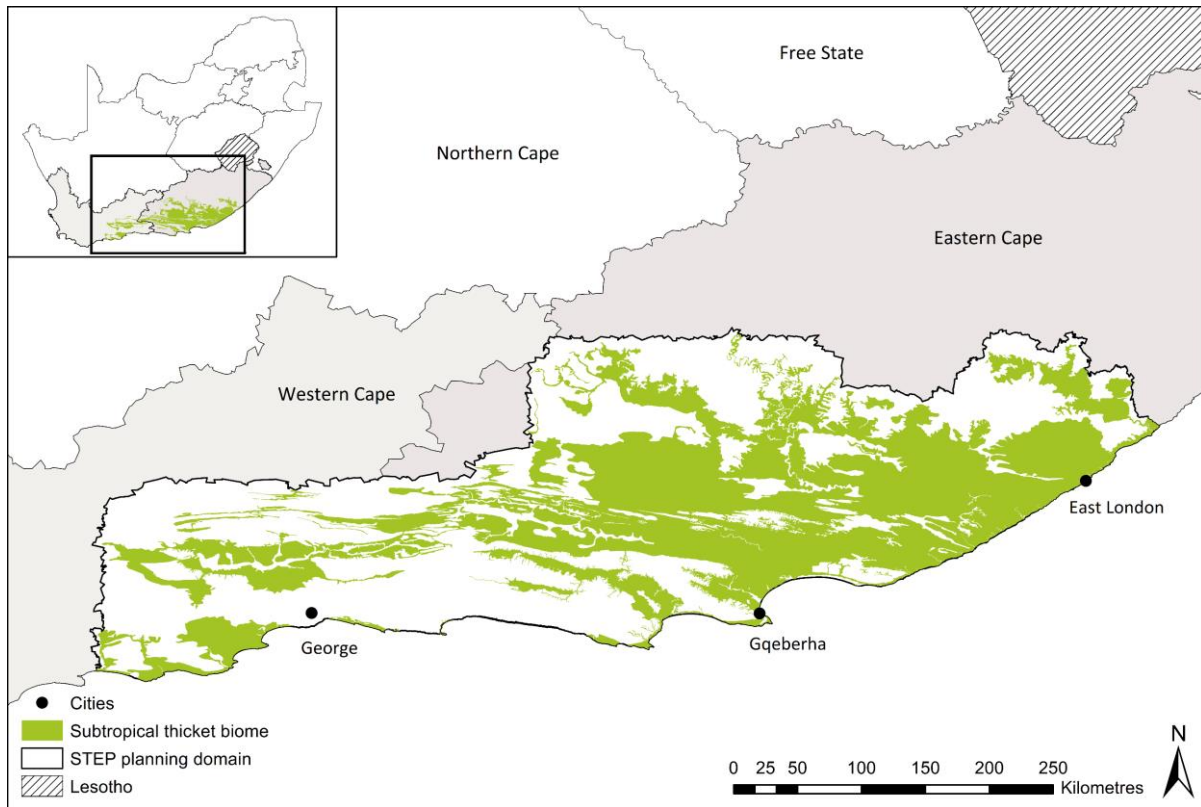 Free State
Northern Cape
Eastern Cape
Western Cape
East London
George
Gqeberha
Cities
Subtropical thicket biome
STEP planning domain
Lesotho
N
0 25 50 100 150 200 250
Kilometres